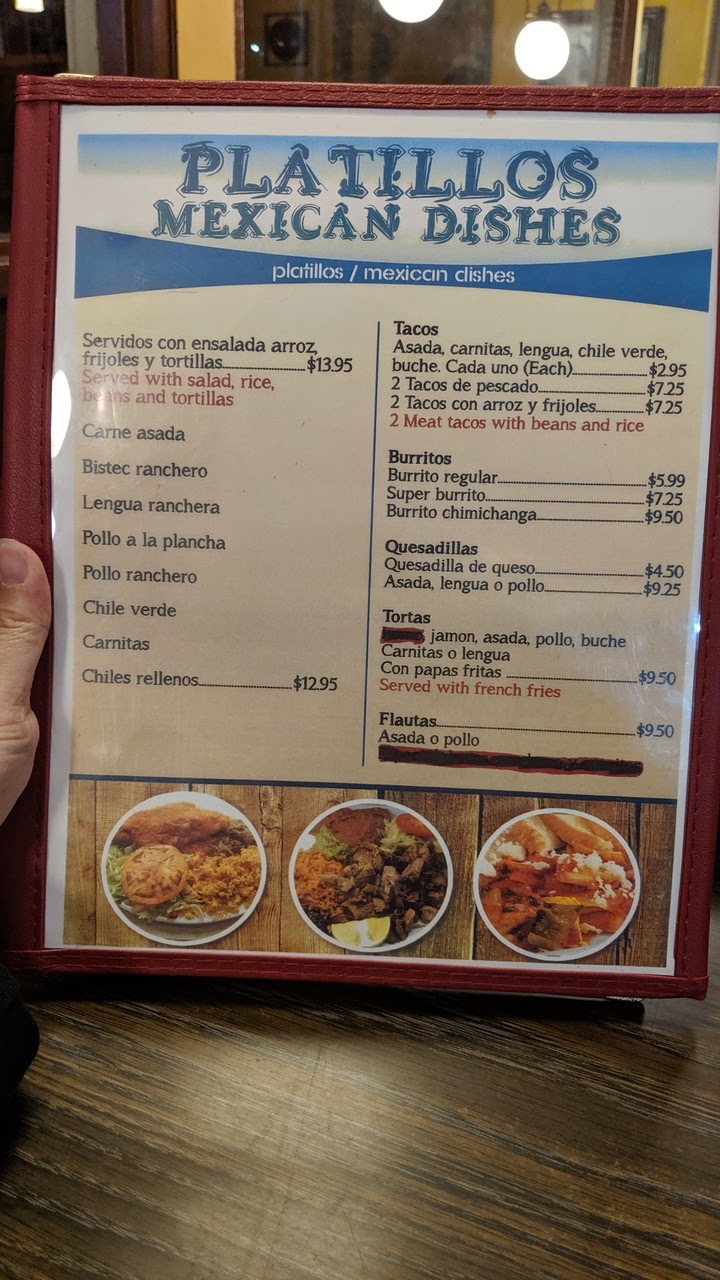 PLATILLOS
MEXICAN DISHES
platillos / mexican dishes
Servidos con ensalada arroz,
frijoles y tortillas $13.95
Served with salad, rice,
beans and tortillas
Carne asada
Bistec ranchero
Lengua ranchera
Pollo a la plancha
Pollo ranchero
Chile verde
Carnitas
Chiles rellenos $12.95
Tacos
Asada, carnitas, lengua, chile verde,
buche. Cada uno (Each) $2.95
2 Tacos de pescado $7.25
2 Tacos con arroz y frijoles $7.25
2 Meat tacos with beans and rice
Burritos
Burrito regular $5.99
Super burrito $7.25
Burrito chimichanga $9.50
Quesadillas
Quesadilla de queso $4.50
Asada, lengua o pollo $9.25
Tortas
jamon, asada, pollo, buche
Carnitas o lengua
Con papas fritas $9.50
Served with french fries
Flautas $9.50
Asada o pollo